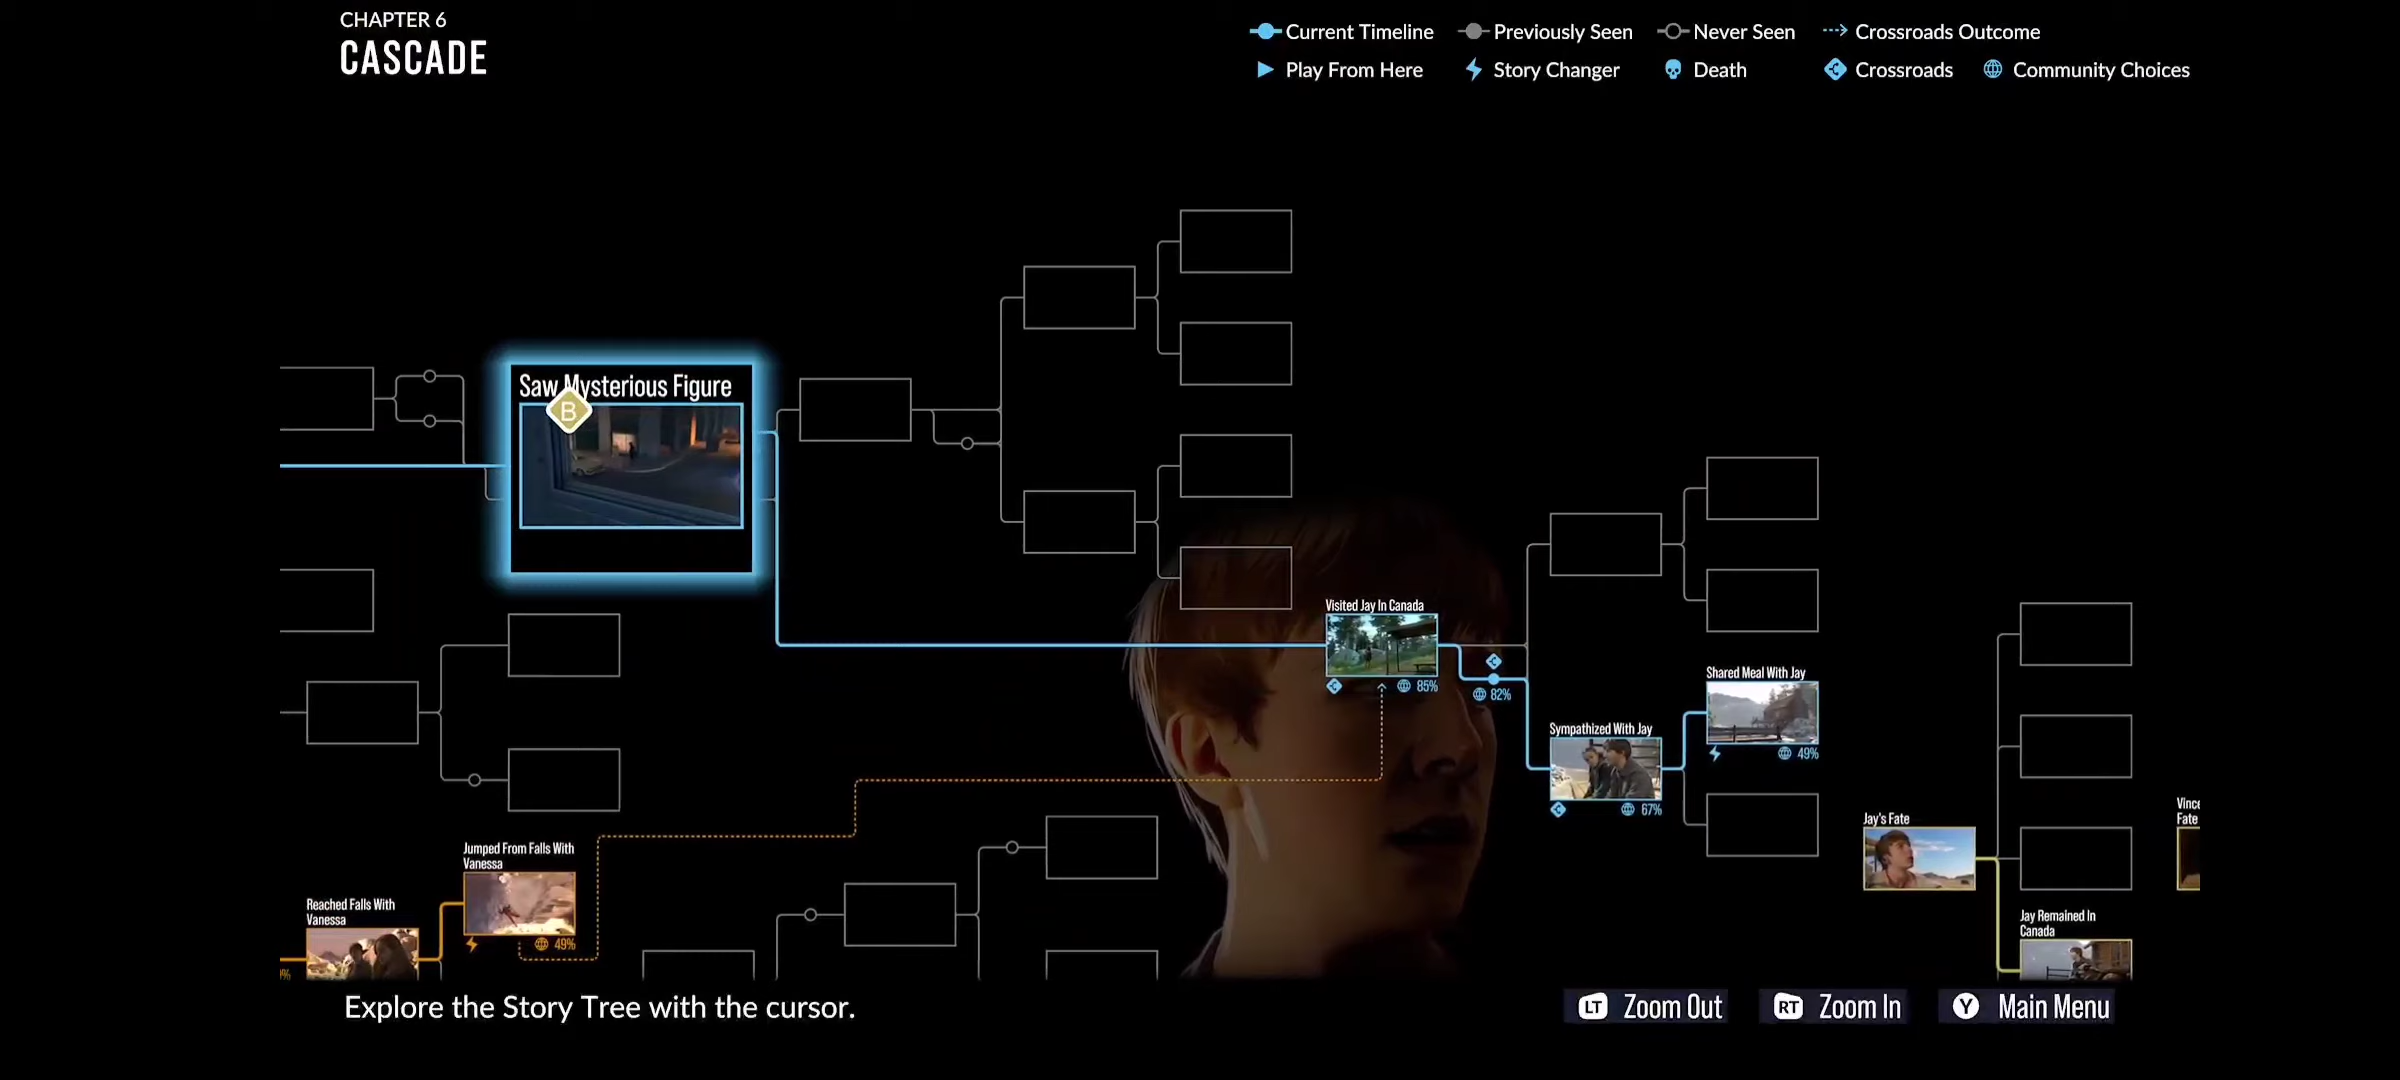 CHAPTER 6
CASCADE
Current Timeline
Previously Seen
Never Seen
Crossroads Outcome
Play From Here
Story Changer
Death
Crossroads
Community Choices
Saw Mysterious Figure
B
Visited Jay In Canada
85%
82%
Shared Meal With Jay
49%
Sympathized With Jay
67%
Jay's Fate
Vince
Fate
Jumped From Falls With
Vanessa
49%
Reached Falls With
Vanessa
Jay Remained In
Canada
Explore the Story Tree with the cursor.
LT Zoom Out
RT Zoom In
Y Main Menu